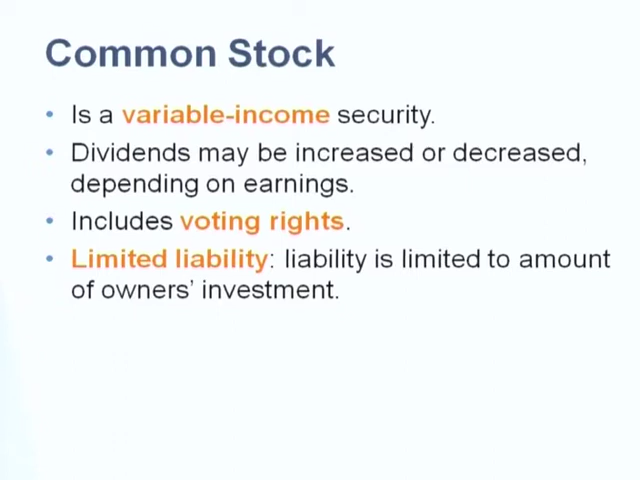 Common Stock
• Is a variable-income security.
• Dividends may be increased or decreased,
depending on earnings.
• Includes voting rights.
• Limited liability: liability is limited to amount
of owners’ investment.